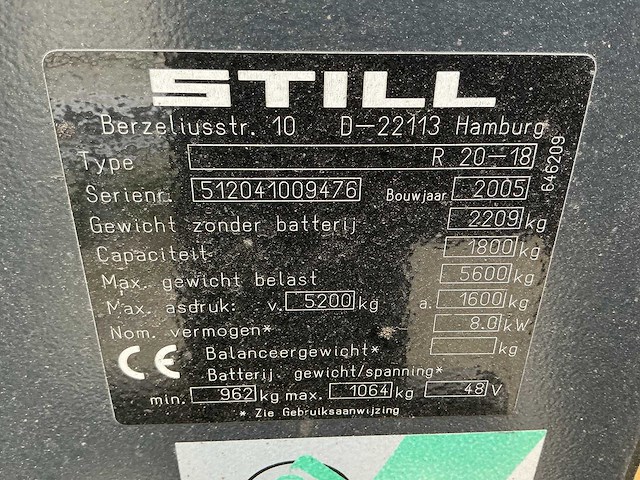 STILL
Berzeliusstr. 10 D-22113 Hamburg
Type R 20-18
Serienr. 512041009476 Bouwjaar 2005
Gewicht zonder batterij 2209 kg
Capaciteit 1800 kg
Max. gewicht belast 5600 kg
Max. asdruk: v. 5200 kg a. 1600 kg
Nom. vermogen* 8.0 kW
Balanceergewicht* kg
CE
Batterij gewicht/spanning*
min. 962 kg max. 1064 kg 48 V
* Zie Gebruiksaanwijzing
646209